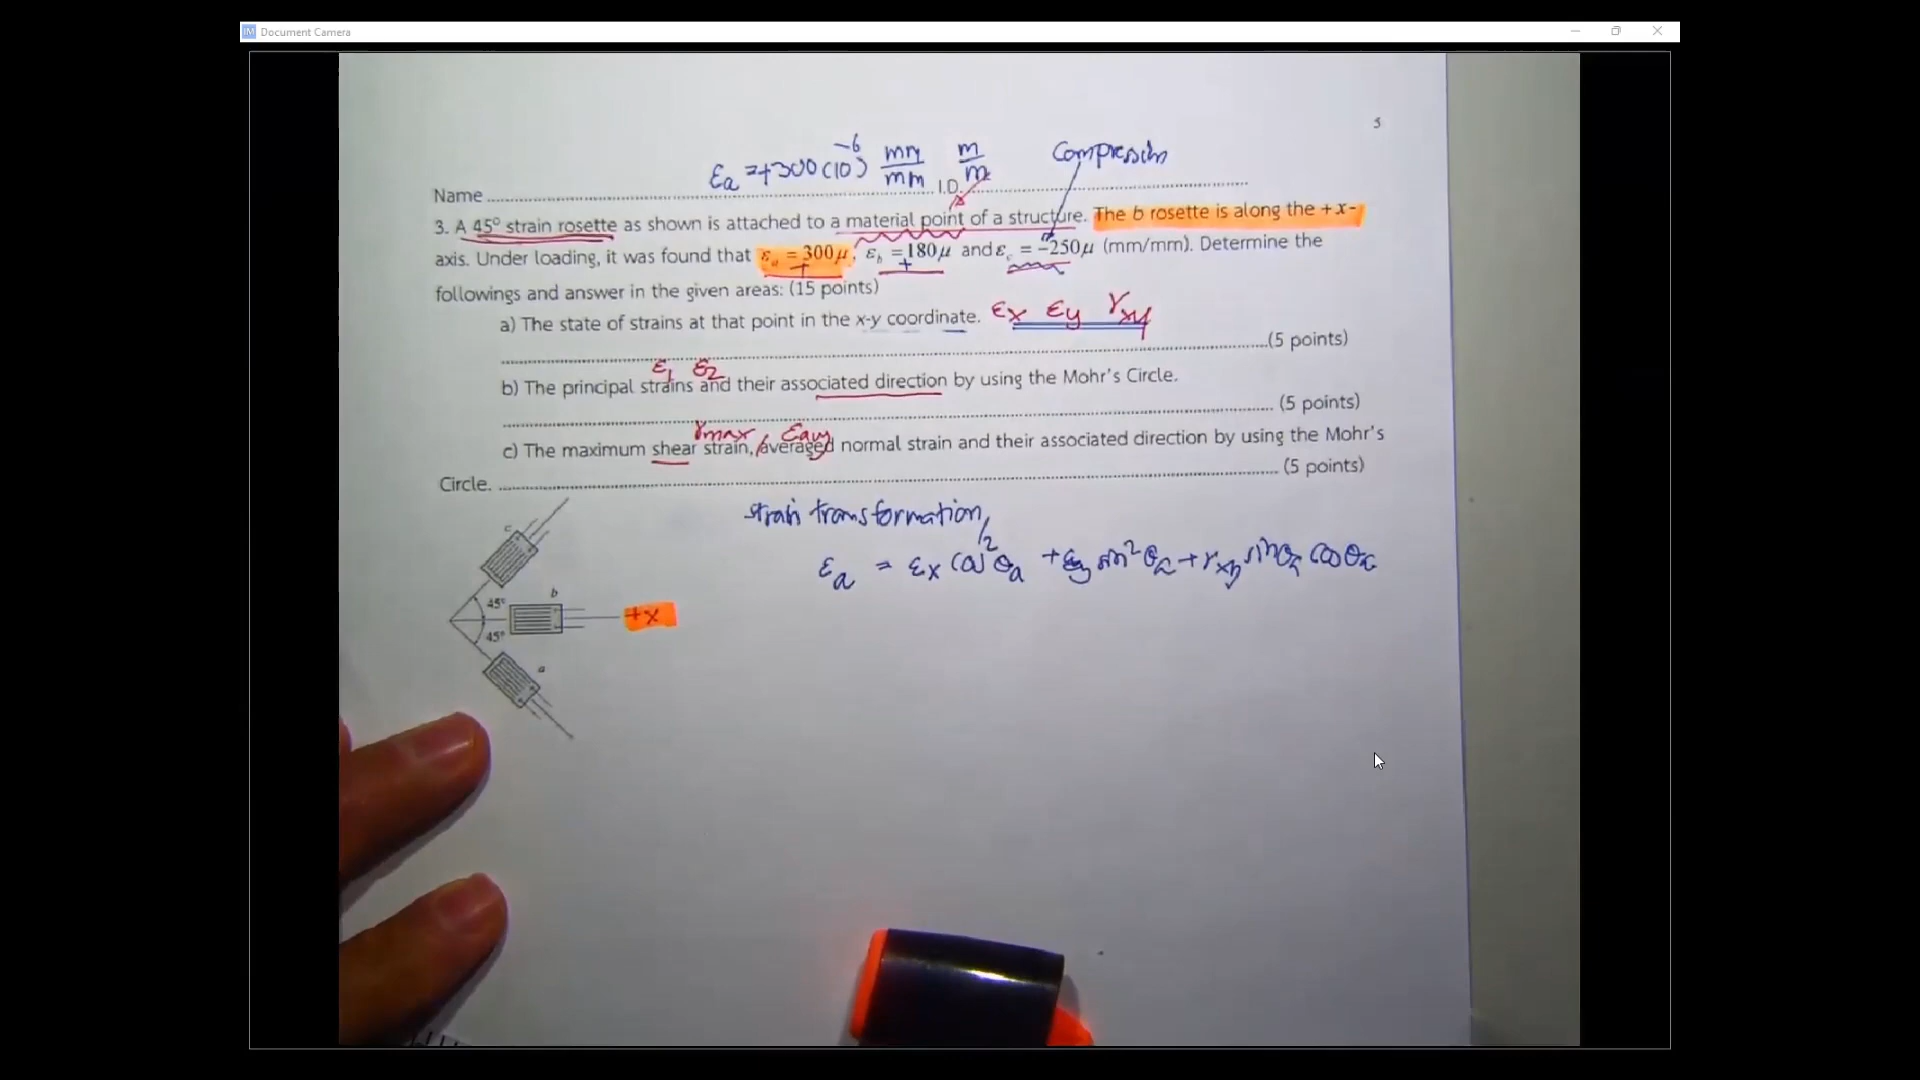 Document Camera
5
εa = +300(10)^-6 mm/mm m/m Compression
Name I.D.
3. A 45° strain rosette as shown is attached to a material point of a structure. The b rosette is along the +x-
axis. Under loading, it was found that εa = 300μ, εb = 180μ and εc = -250μ (mm/mm). Determine the
+ +
followings and answer in the given areas: (15 points)
a) The state of strains at that point in the x-y coordinate. εx εy γxy
(5 points)
ε1 ε2
b) The principal strains and their associated direction by using the Mohr's Circle.
(5 points)
γmax, εavg
c) The maximum shear strain, averaged normal strain and their associated direction by using the Mohr's
Circle. (5 points)
strain transformation,
εa = εx cos²θa + εy sin²θa + γxy sinθa cosθa
c
45°
b
+x
45°
a